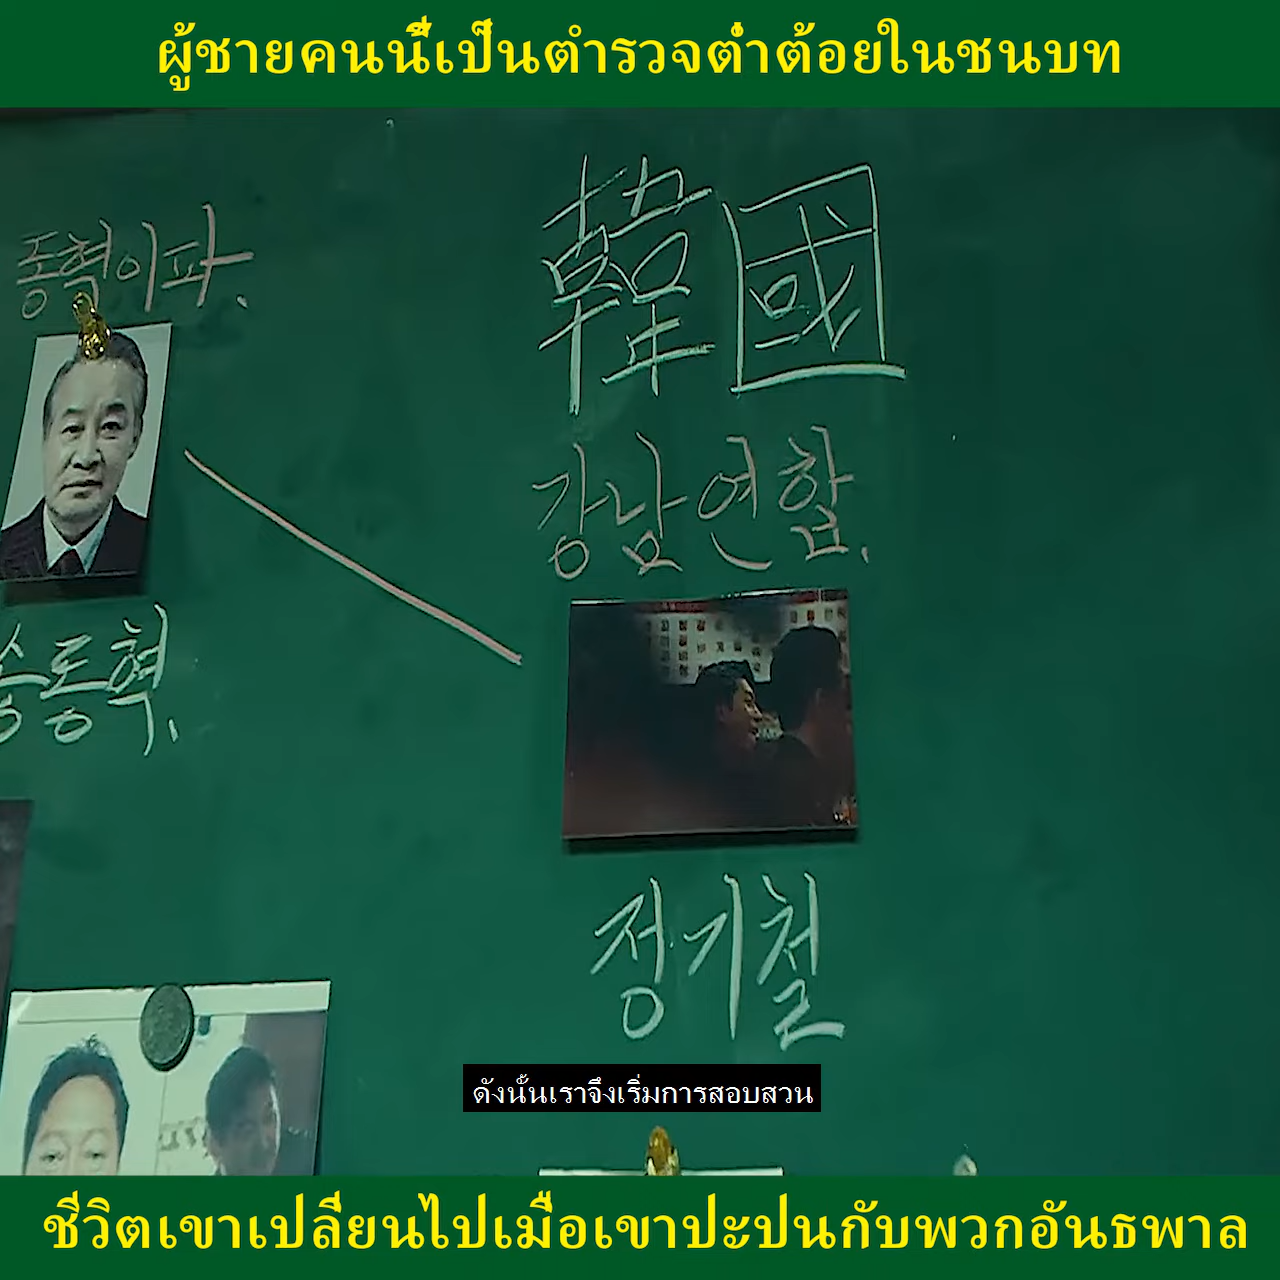 ผู้ชายคนนี้เป็นตำรวจต่ำต้อยในชนบท
동혁이파.
韓國
강남연합.
송동혁.
정기철
ดังนั้นเราจึงเริ่มการสอบสวน
ชีวิตเขาเปลี่ยนไปเมื่อเขาปะปนกับพวกอันธพาล